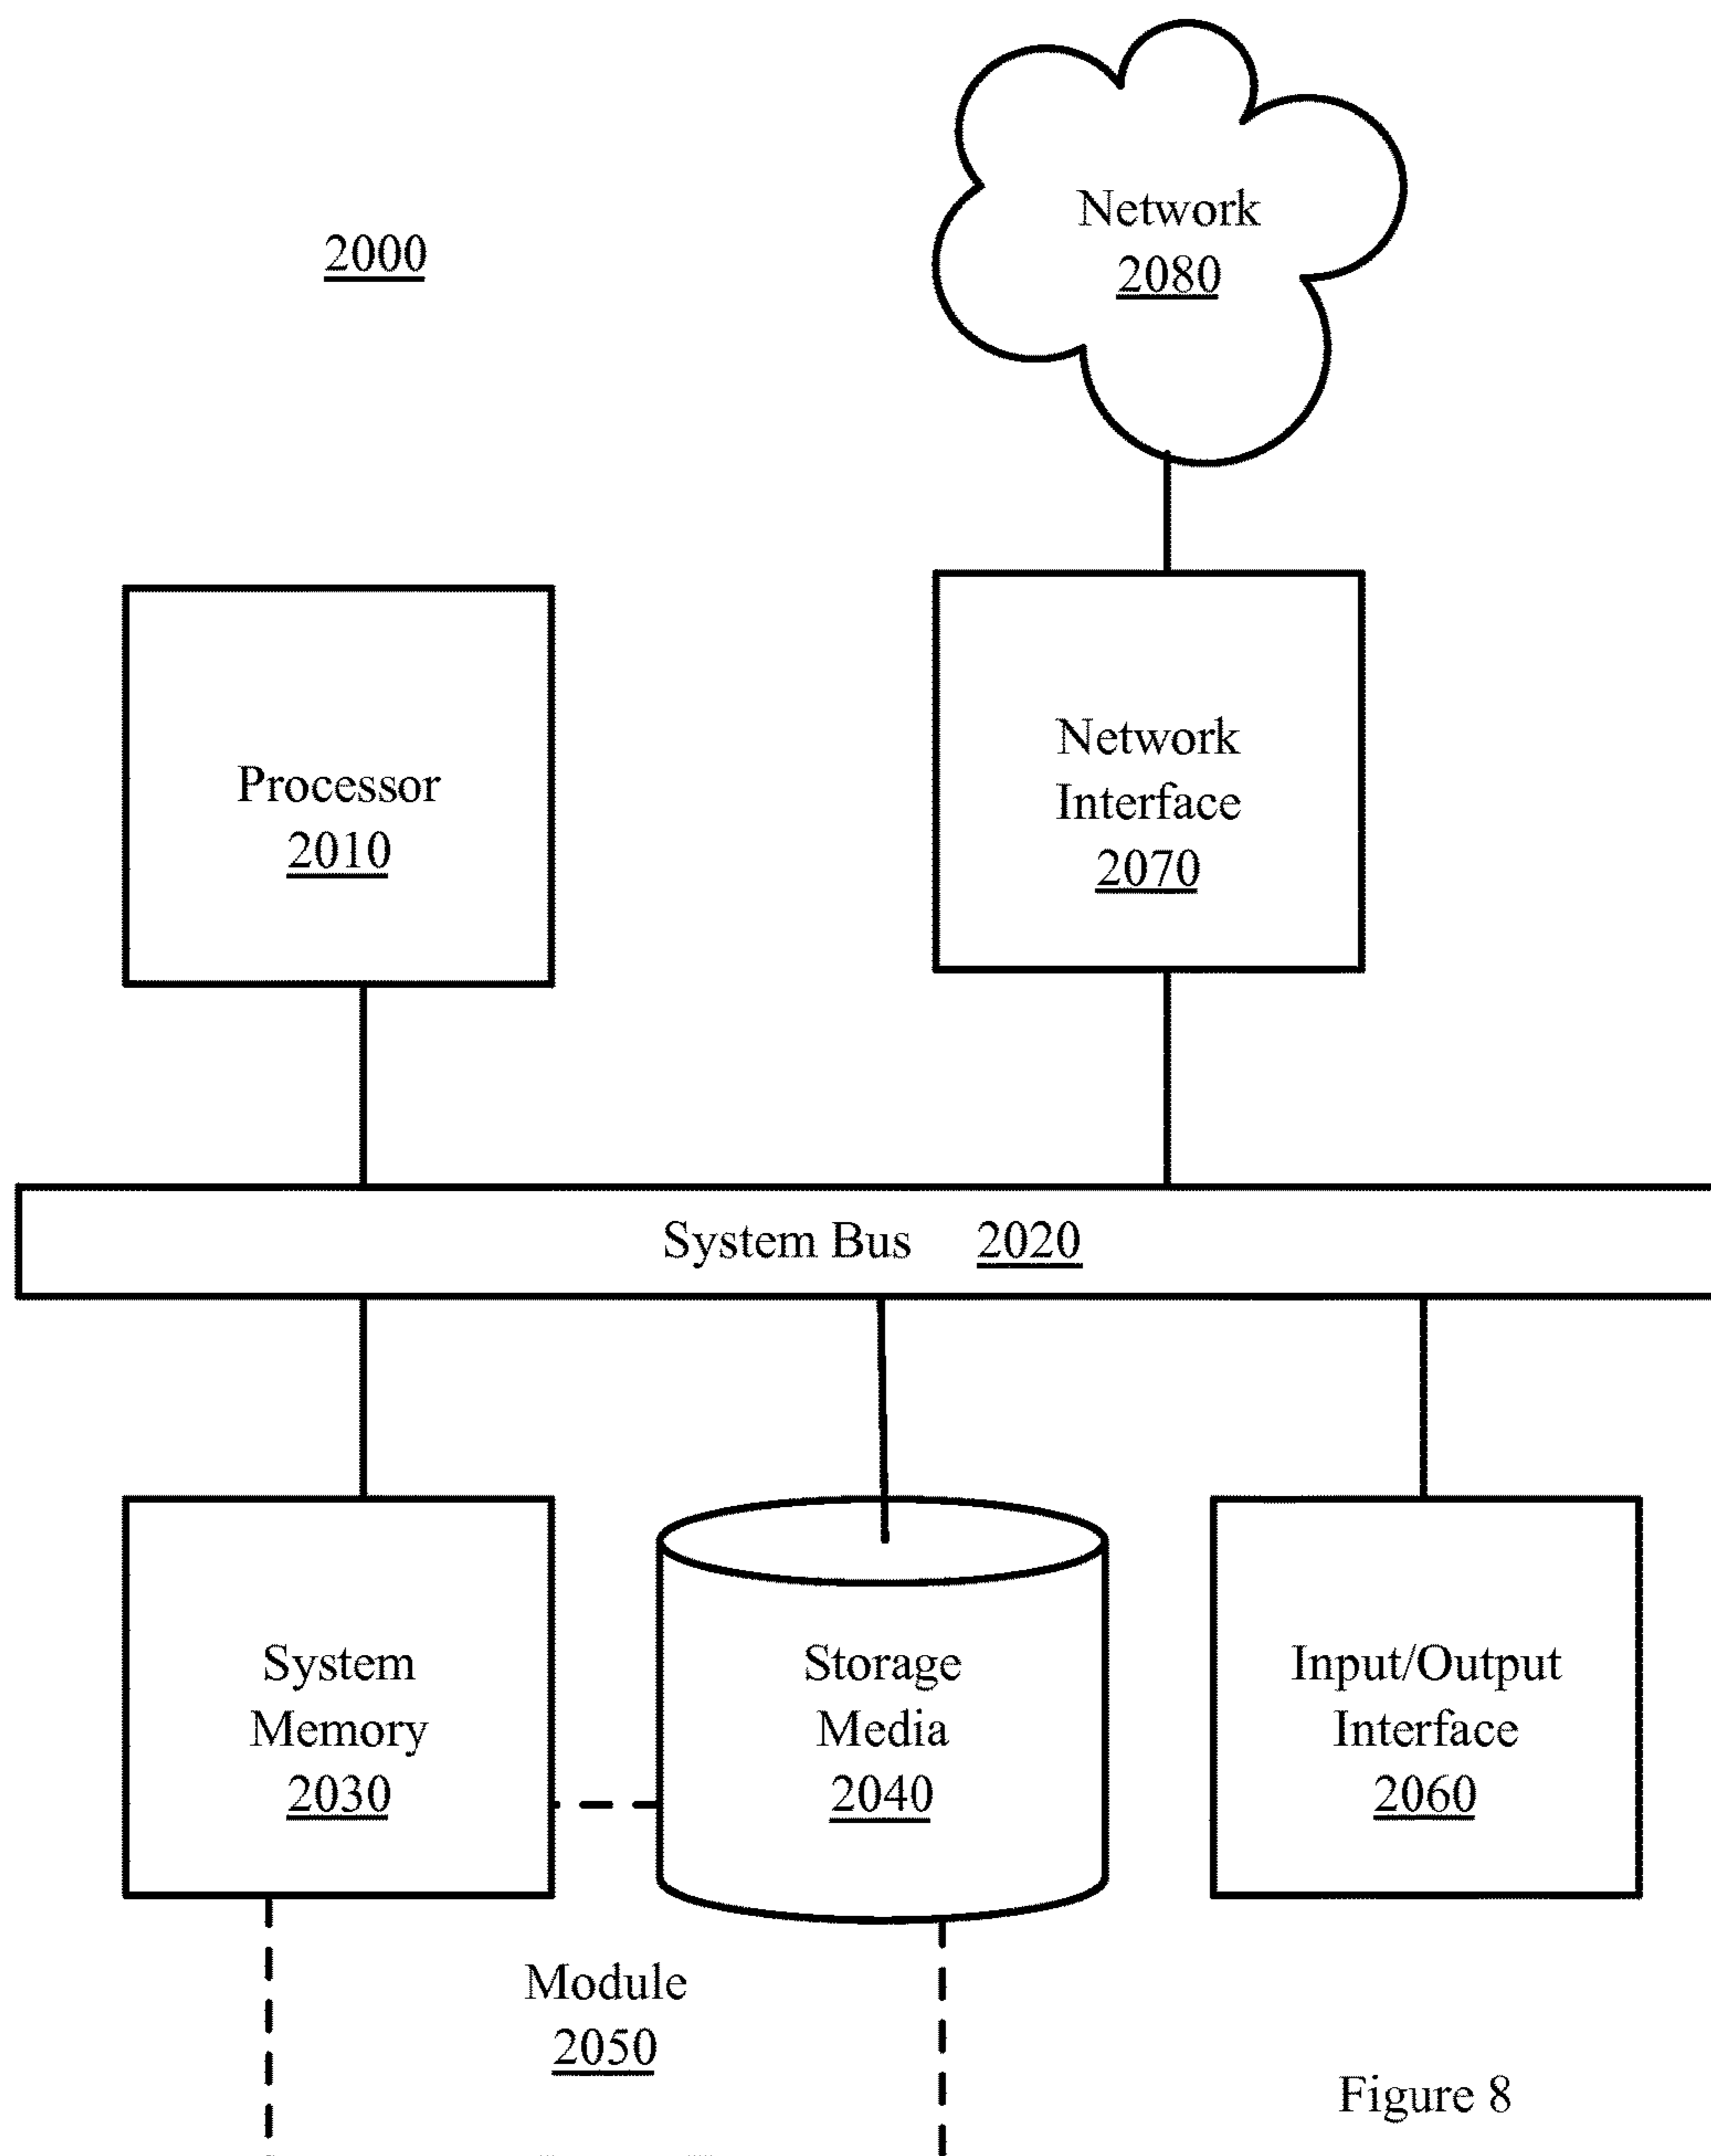 Network
2080
2000
Network
Interface
2070
Processor
2010
System Bus 2020
System
Memory
2030
Storage
Media
2040
Input/Output
Interface
2060
Module
2050
Figure 8